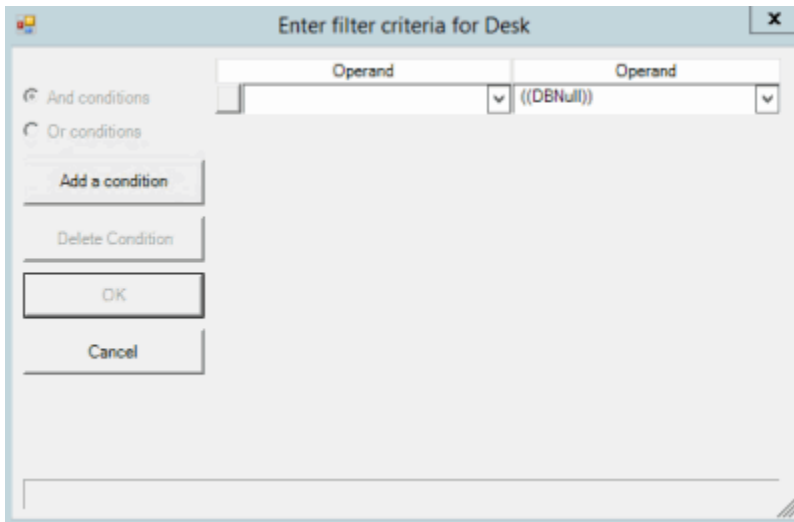 Enter filter criteria for Desk
x
Operand Operand
And conditions
((DBNull))
Or conditions
Add a condition
Delete Condition
OK
Cancel